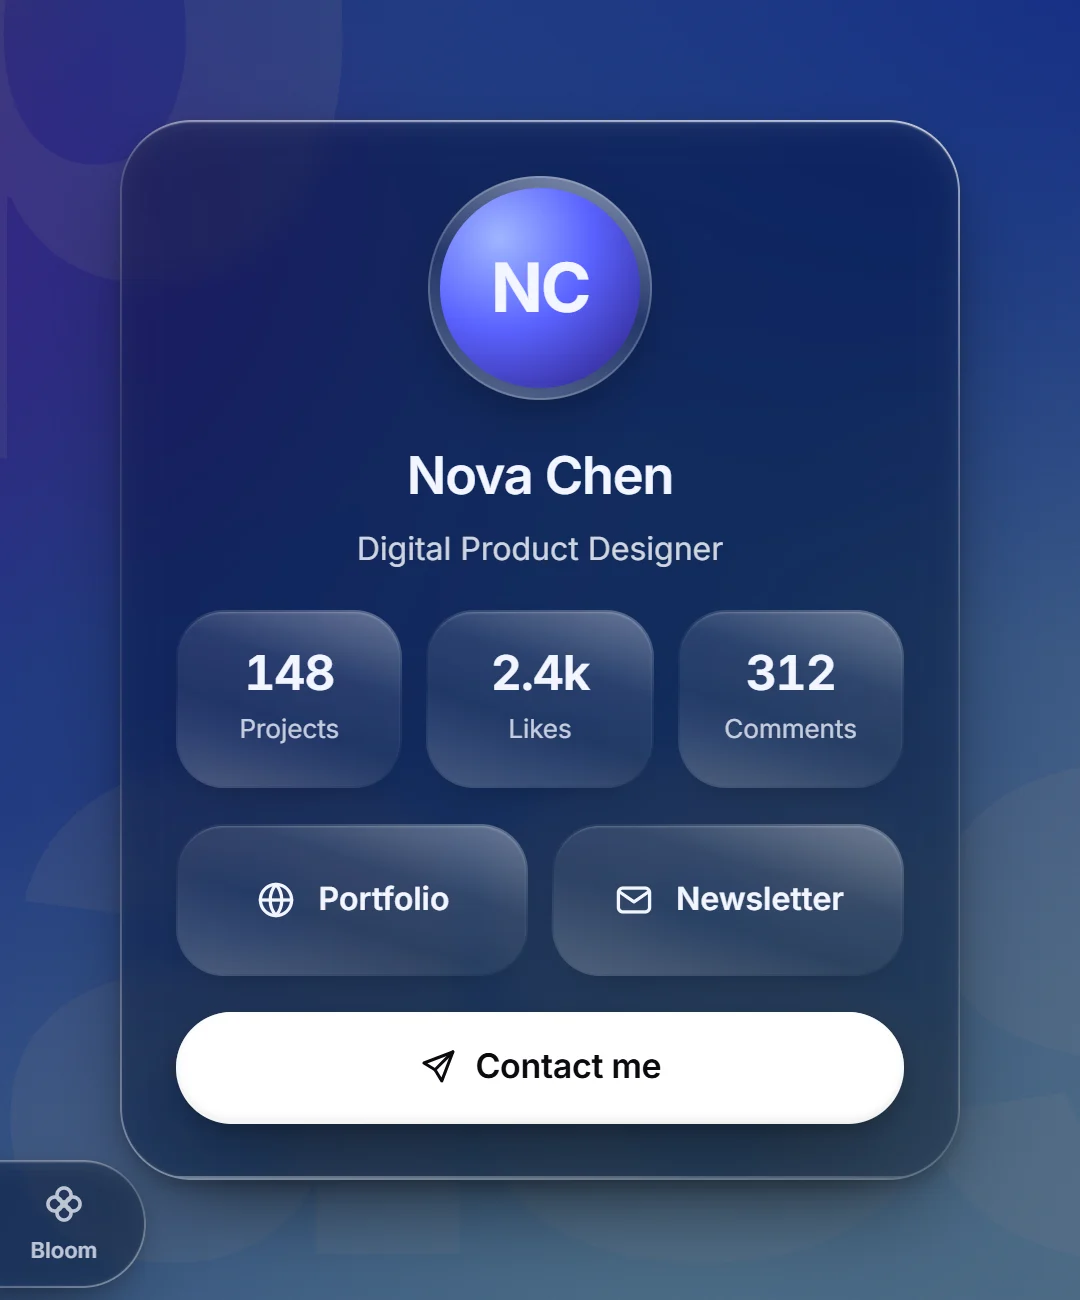 NC
Nova Chen
Digital Product Designer
148
Projects
2.4k
Likes
312
Comments
Portfolio
Newsletter
Contact me
Bloom